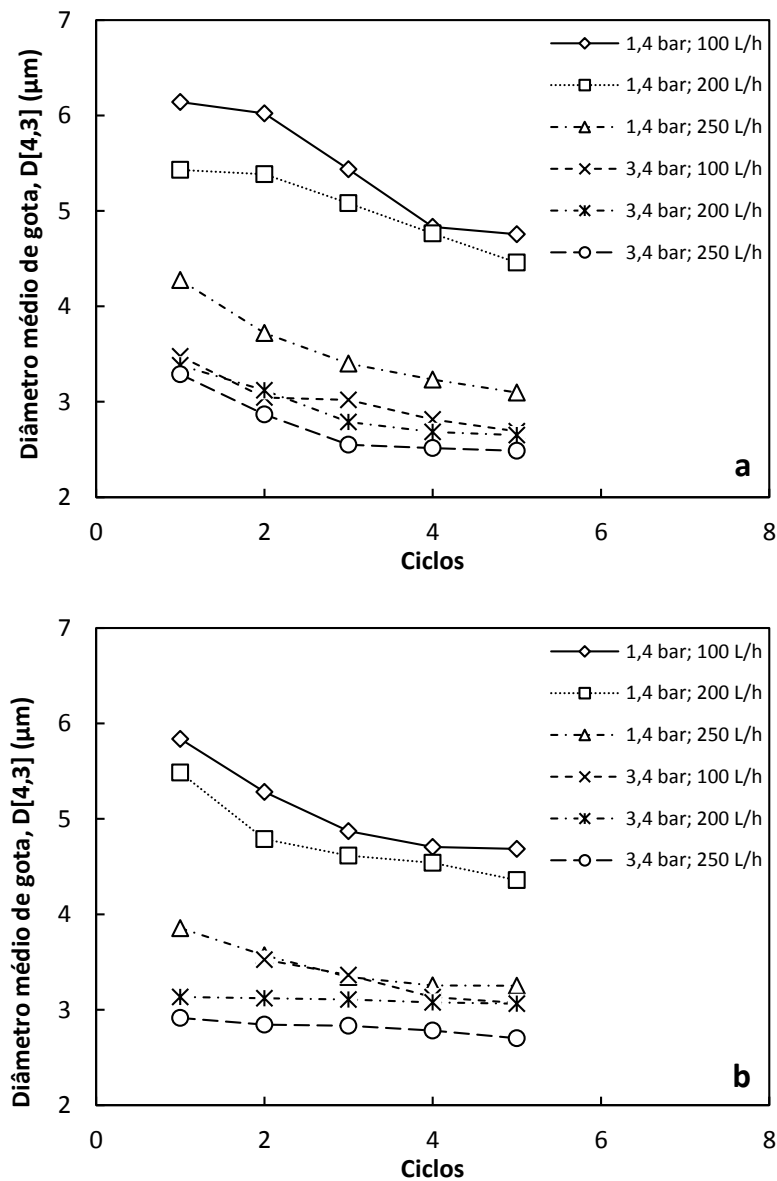 7
6
5
4
3
2
0
2
4
6
8
Diâmetro médio de gota, D[4,3] (µm)
Ciclos
1,4 bar; 100 L/h
1,4 bar; 200 L/h
1,4 bar; 250 L/h
3,4 bar; 100 L/h
3,4 bar; 200 L/h
3,4 bar; 250 L/h
a
7
6
5
4
3
2
0
2
4
6
8
Diâmetro médio de gota, D[4,3] (µm)
Ciclos
1,4 bar; 100 L/h
1,4 bar; 200 L/h
1,4 bar; 250 L/h
3,4 bar; 100 L/h
3,4 bar; 200 L/h
3,4 bar; 250 L/h
b